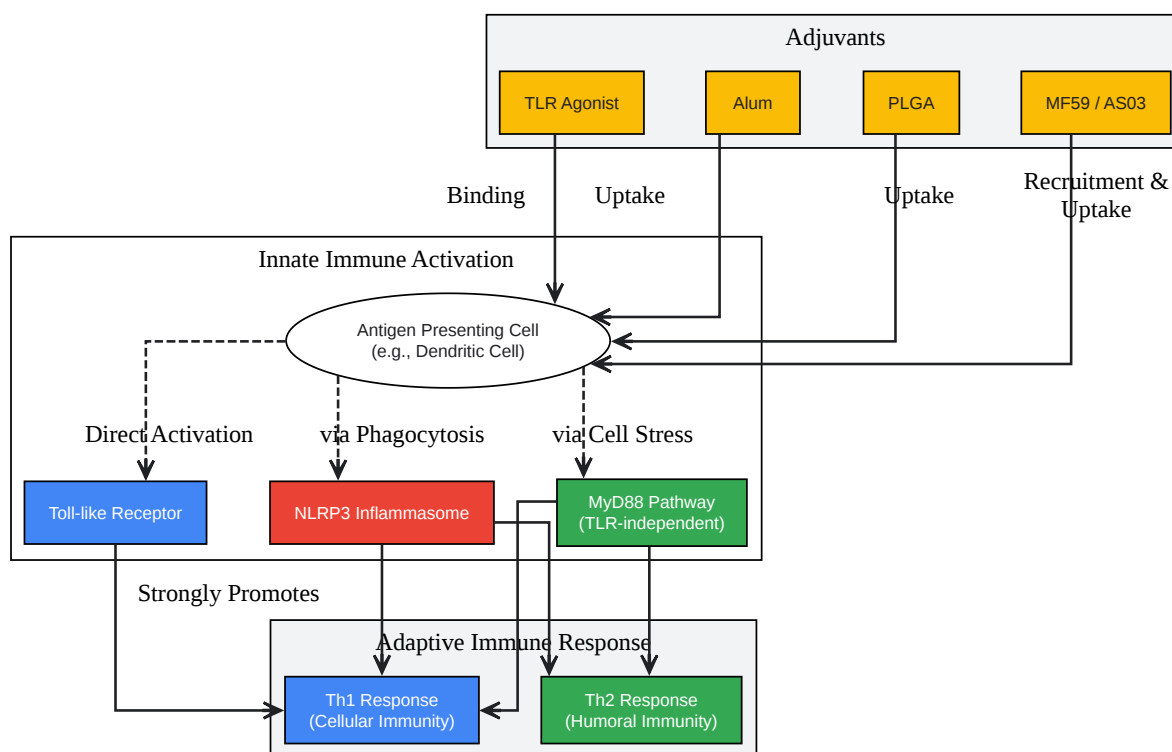 Adjuvants
TLR Agonist
Alum
PLGA
MF59 / AS03
Binding
Uptake
Uptake
Recruitment &
Uptake
Innate Immune Activation
Antigen Presenting Cell
(e.g., Dendritic Cell)
Direct Activation
via Phagocytosis
via Cell Stress
Toll-like Receptor
NLRP3 Inflammasome
MyD88 Pathway
(TLR-independent)
Strongly Promotes
Adaptive Immune Response
Th1 Response
(Cellular Immunity)
Th2 Response
(Humoral Immunity)